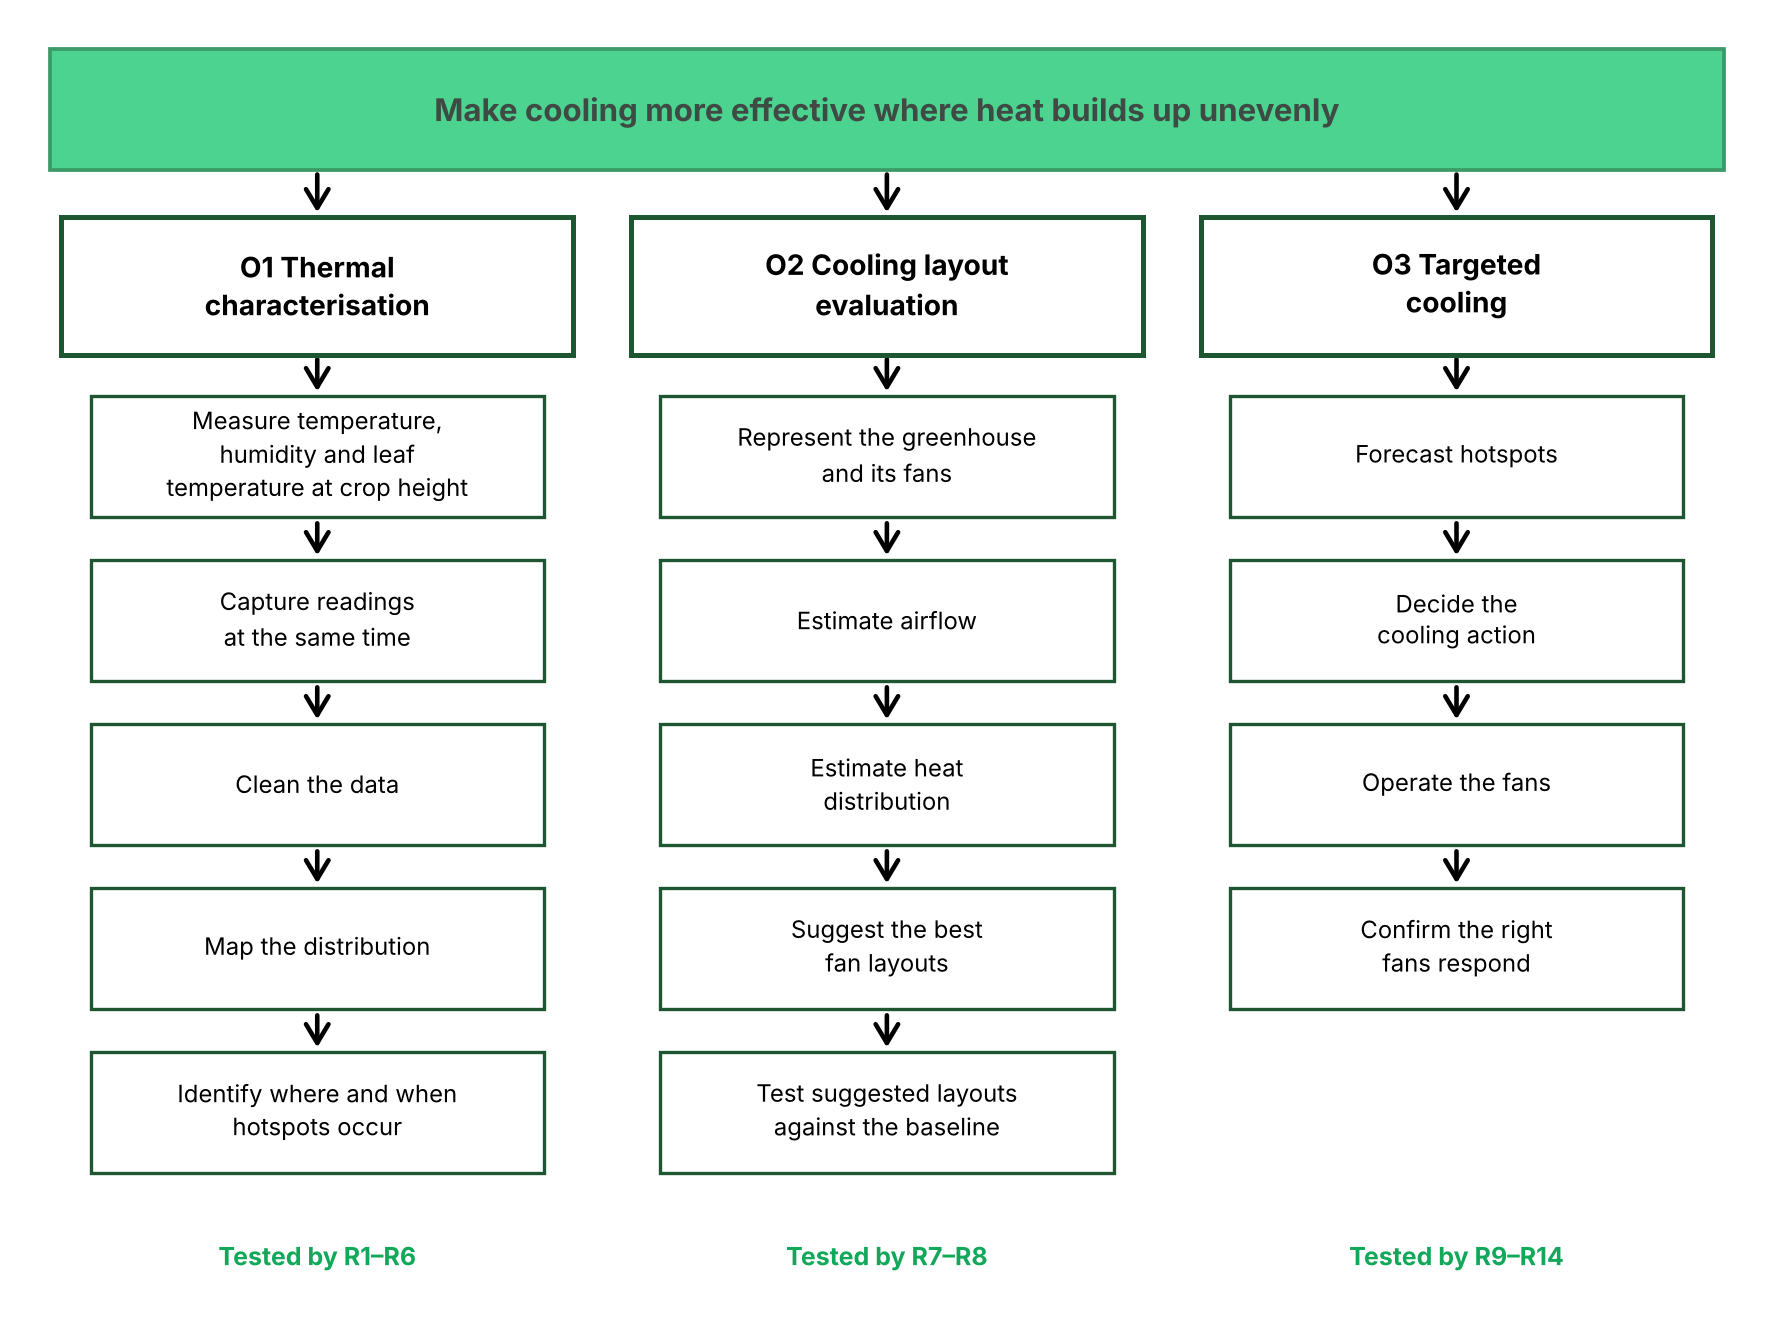 Make cooling more effective where heat builds up unevenly
O1 Thermal
characterisation
Measure temperature,
humidity and leaf
temperature at crop height
Capture readings
at the same time
Clean the data
Map the distribution
Identify where and when
hotspots occur
Tested by R1–R6
O2 Cooling layout
evaluation
Represent the greenhouse
and its fans
Estimate airflow
Estimate heat
distribution
Suggest the best
fan layouts
Test suggested layouts
against the baseline
Tested by R7–R8
O3 Targeted
cooling
Forecast hotspots
Decide the
cooling action
Operate the fans
Confirm the right
fans respond
Tested by R9–R14